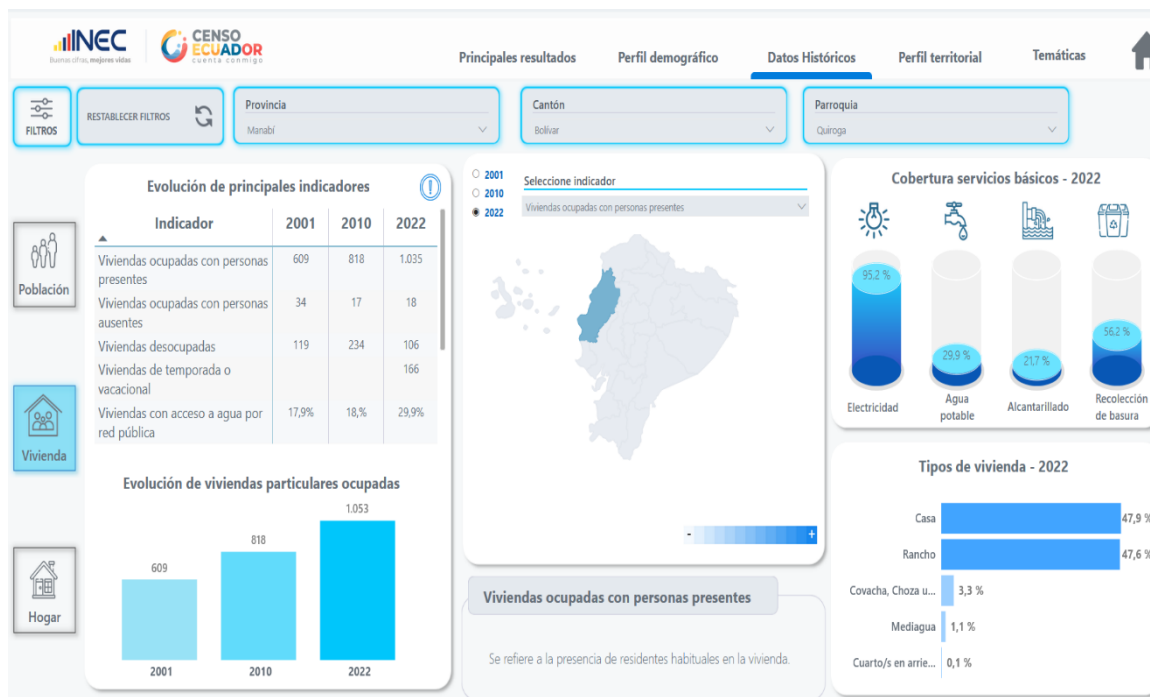 INEC
Buenas cifras, mejores vidas
CENSO
ECUADOR
cuenta conmigo
Principales resultados
Perfil demográfico
Datos Históricos
Perfil territorial
Temáticas
FILTROS
RESTABLECER FILTROS
Provincia
Manabí
Cantón
Bolívar
Parroquia
Quiroga
Población
Vivienda
Hogar
Evolución de principales indicadores
Indicador 2001 2010 2022
Viviendas ocupadas con personas 609 818 1.035
presentes
Viviendas ocupadas con personas 34 17 18
ausentes
Viviendas desocupadas 119 234 106
Viviendas de temporada o 166
vacacional
Viviendas con acceso a agua por 17,9% 18,% 29,9%
red pública
Evolución de viviendas particulares ocupadas
609
818
1.053
2001
2010
2022
2001
2010
2022
Seleccione indicador
Viviendas ocupadas con personas presentes
-
+
Viviendas ocupadas con personas presentes
Se refiere a la presencia de residentes habituales en la vivienda.
Cobertura servicios básicos - 2022
95.2 %
29.9 %
21.7 %
56.2 %
Electricidad
Agua
potable
Alcantarillado
Recolección
de basura
Tipos de vivienda - 2022
Casa 47,9 %
Rancho 47,6 %
Covacha, Choza u... 3,3 %
Mediagua 1,1 %
Cuarto/s en arrie... 0,1 %